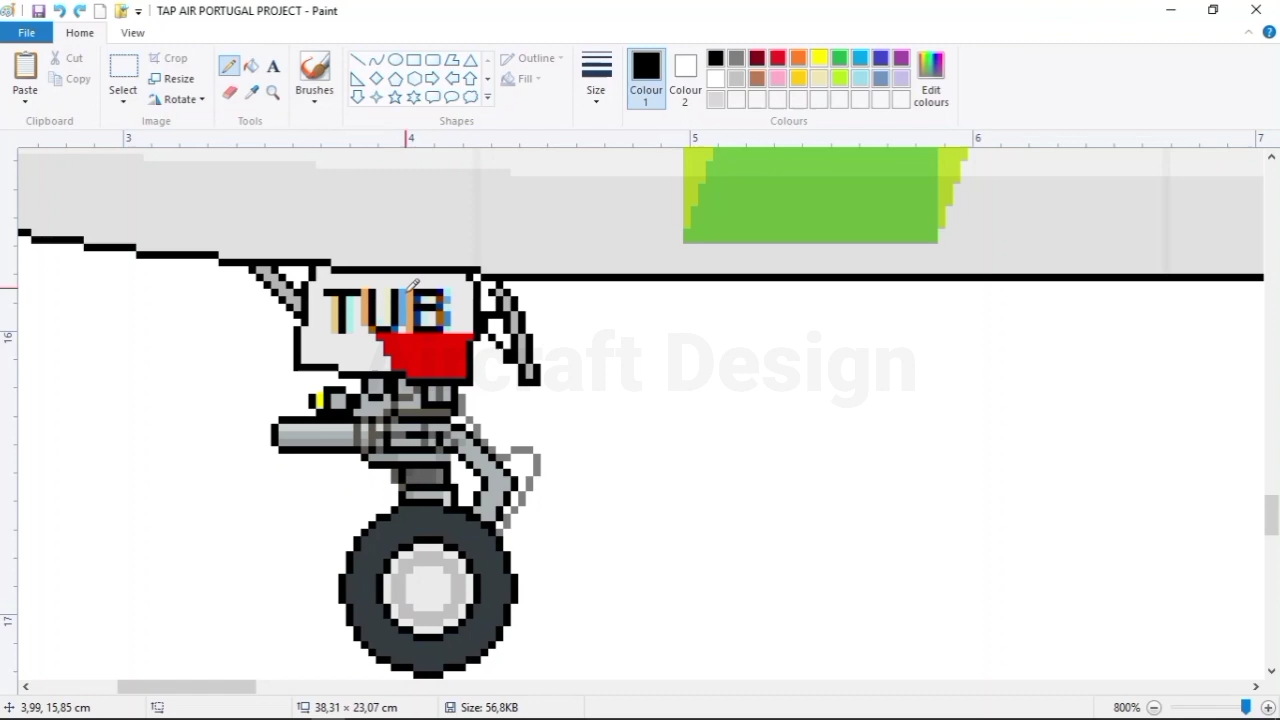 TAP AIR PORTUGAL PROJECT - Paint
File
Home
View
Paste
Cut
Copy
Clipboard
Select
Crop
Resize
Rotate
Image
A
Tools
Brushes
Outline
Fill
Shapes
Size
Colour 1
Colour 2
Edit colours
Colours
3
4
5
6
7
16
17
TUB
Aircraft Design
3,99, 15,85 cm
38,31 × 23,07 cm
Size: 56,8KB
800%